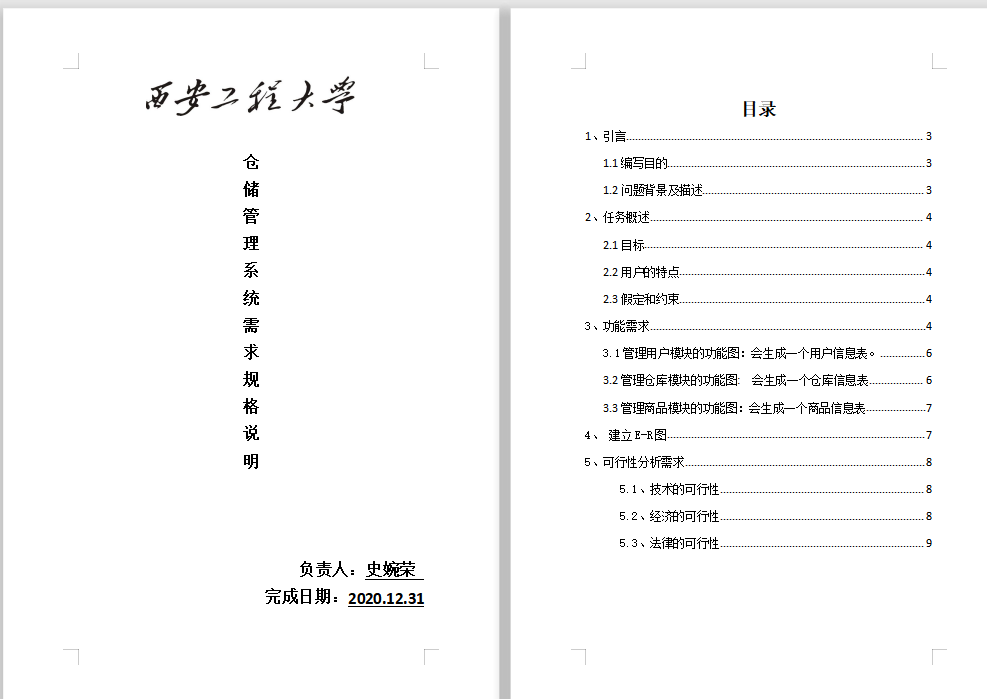 西安工程大学
仓
储
管
理
系
统
需
求
规
格
说
明
负责人：史婉荣
完成日期：2020.12.31
目录
1、引言 3
1.1 编写目的 3
1.2 问题背景及描述 3
2、任务概述 4
2.1 目标 4
2.2 用户的特点 4
2.3 假定和约束 4
3、功能需求 4
3.1 管理用户模块的功能图：会生成一个用户信息表。 6
3.2 管理仓库模块的功能图： 会生成一个仓库信息表 6
3.3 管理商品模块的功能图：会生成一个商品信息表 7
4、 建立 E-R 图 7
5、可行性分析需求 8
5.1、技术的可行性 8
5.2、经济的可行性 8
5.3、法律的可行性 9